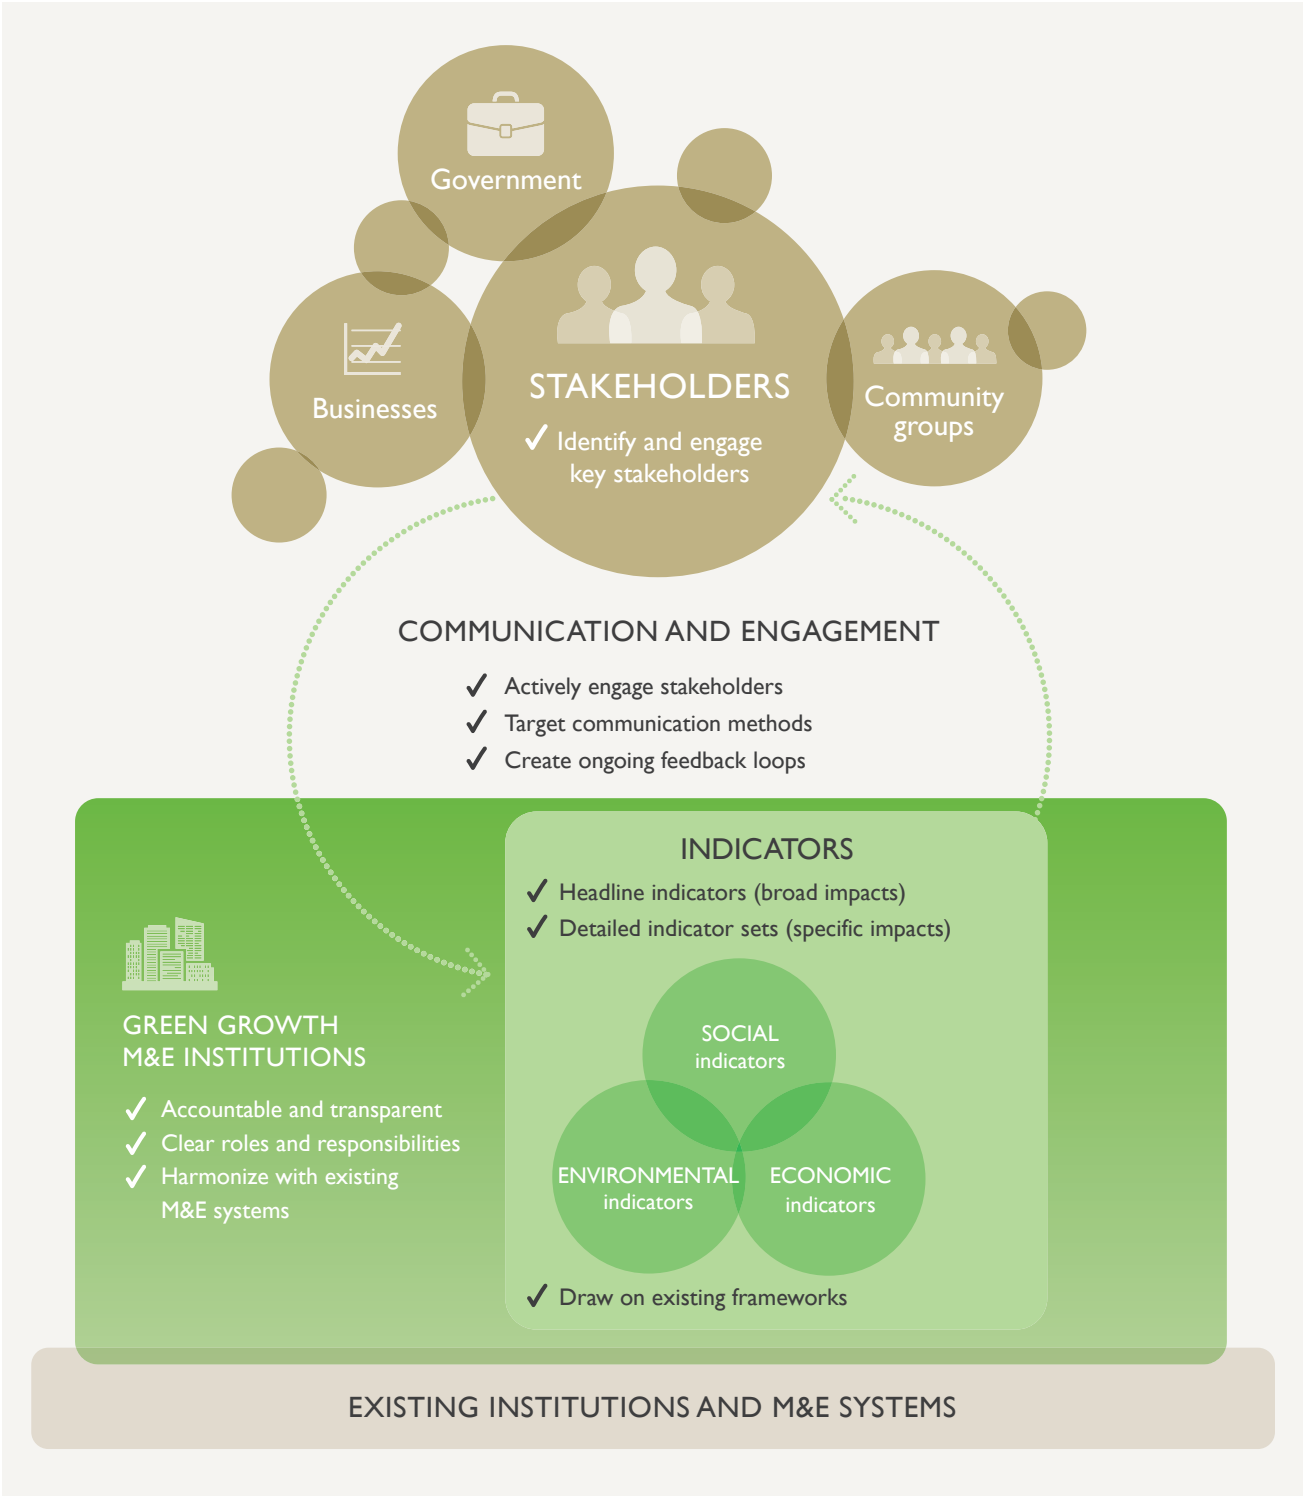 Government
Businesses
STAKEHOLDERS
✓ Identify and engage
key stakeholders
Community
groups
COMMUNICATION AND ENGAGEMENT
✓ Actively engage stakeholders
✓ Target communication methods
✓ Create ongoing feedback loops
GREEN GROWTH
M&E INSTITUTIONS
✓ Accountable and transparent
✓ Clear roles and responsibilities
✓ Harmonize with existing
M&E systems
INDICATORS
✓ Headline indicators (broad impacts)
✓ Detailed indicator sets (specific impacts)
SOCIAL
indicators
ENVIRONMENTAL
indicators
ECONOMIC
indicators
✓ Draw on existing frameworks
EXISTING INSTITUTIONS AND M&E SYSTEMS